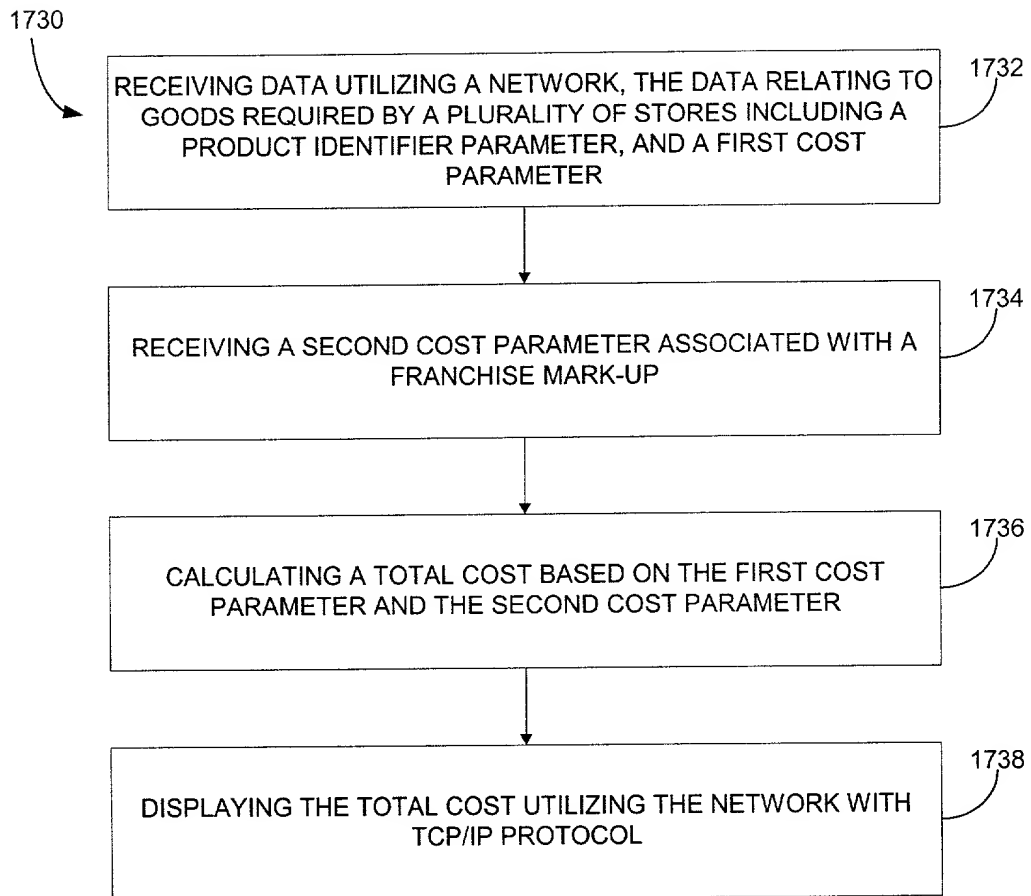 1730
RECEIVING DATA UTILIZING A NETWORK, THE DATA RELATING TO
GOODS REQUIRED BY A PLURALITY OF STORES INCLUDING A
PRODUCT IDENTIFIER PARAMETER, AND A FIRST COST
PARAMETER
1732
RECEIVING A SECOND COST PARAMETER ASSOCIATED WITH A
FRANCHISE MARK-UP
1734
CALCULATING A TOTAL COST BASED ON THE FIRST COST
PARAMETER AND THE SECOND COST PARAMETER
1736
DISPLAYING THE TOTAL COST UTILIZING THE NETWORK WITH
TCP/IP PROTOCOL
1738